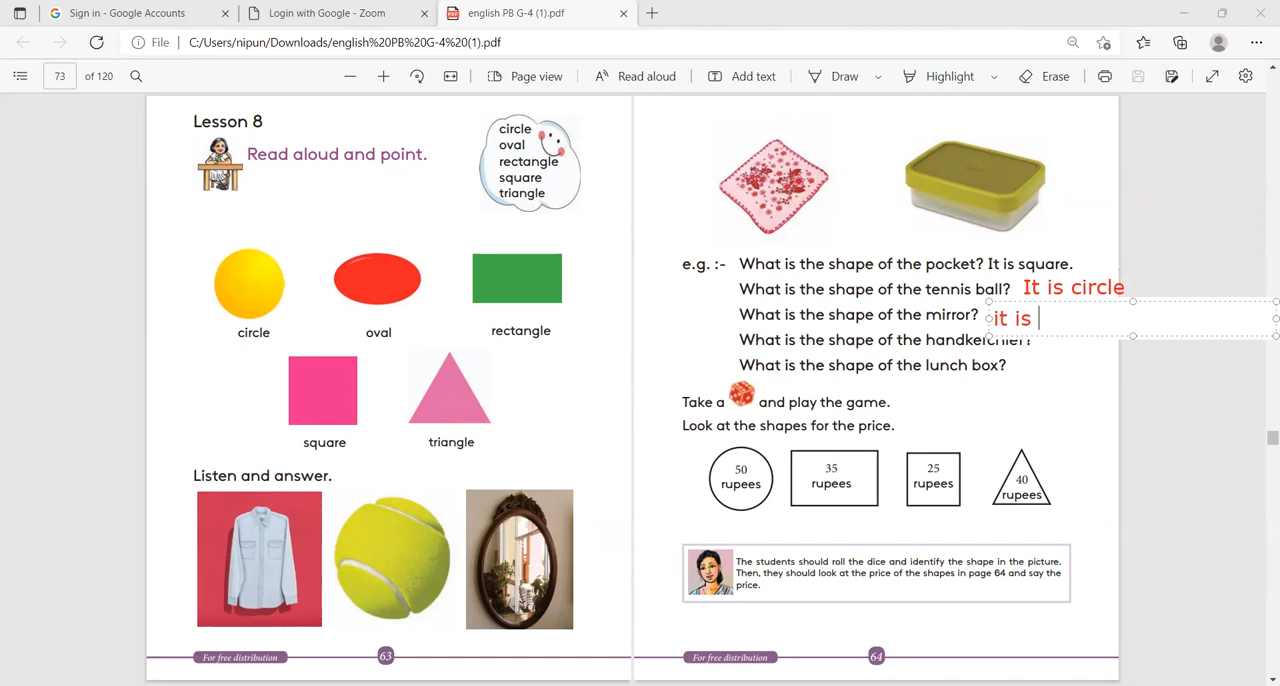 Sign in - Google Accounts
Login with Google - Zoom
english PB G-4 (1).pdf
File
C:/Users/nipun/Downloads/english%20PB%20G-4%20(1).pdf
73 of 120
Page view
Read aloud
Add text
Draw
Highlight
Erase
Lesson 8
Read aloud and point.
circle
oval
rectangle
square
triangle
circle
oval
rectangle
square
triangle
Listen and answer.
For free distribution
63
e.g. :- What is the shape of the pocket? It is square.
What is the shape of the tennis ball? It is circle
What is the shape of the mirror? it is
What is the shape of the handkerchief?
What is the shape of the lunch box?
Take a and play the game.
Look at the shapes for the price.
50
rupees
35
rupees
25
rupees
40
rupees
The students should roll the dice and identify the shape in the picture.
Then, they should look at the price of the shapes in page 64 and say the
price.
For free distribution
64